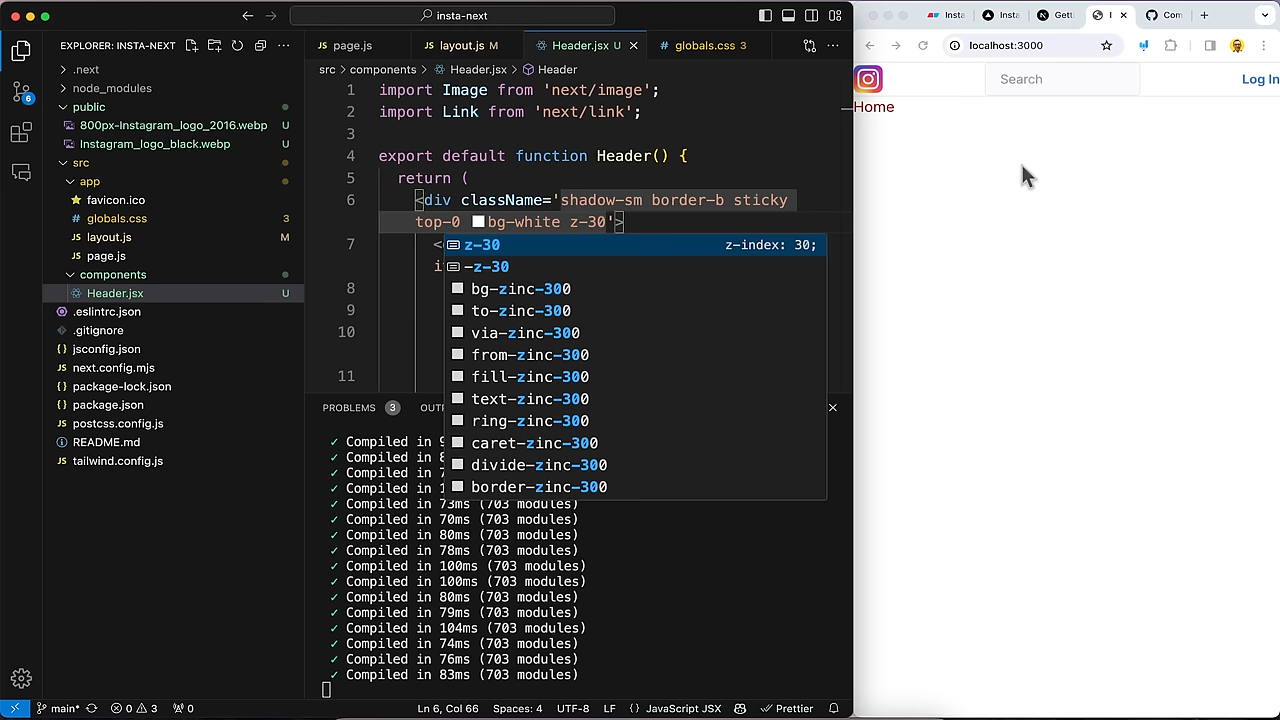 insta-next
Insta
Insta
Gett
I
Com
EXPLORER: INSTA-NEXT
page.js
layout.js M
Header.jsx U
globals.css 3
localhost:3000
src > components > Header.jsx > Header
Search
Log In
Home
.next
node_modules
public
800px-Instagram_logo_2016.webp U
Instagram_logo_black.webp U
src
app
favicon.ico
globals.css 3
layout.js M
page.js
components
Header.jsx U
.eslintrc.json
.gitignore
jsconfig.json
next.config.mjs
package-lock.json
package.json
postcss.config.js
README.md
tailwind.config.js
6
1 import Image from 'next/image';
2 import Link from 'next/link';
3
4 export default function Header() {
5 return (
6 <div className='shadow-sm border-b sticky
top-0 bg-white z-30'>
7 <
i
8
9
10
11
z-30 z-index: 30;
-z-30
bg-zinc-300
to-zinc-300
via-zinc-300
from-zinc-300
fill-zinc-300
text-zinc-300
ring-zinc-300
caret-zinc-300
divide-zinc-300
border-zinc-300
PROBLEMS 3 OUT
✓ Compiled in 9
✓ Compiled in 8
✓ Compiled in 7
✓ Compiled in 1
✓ Compiled in 73ms (703 modules)
✓ Compiled in 70ms (703 modules)
✓ Compiled in 80ms (703 modules)
✓ Compiled in 78ms (703 modules)
✓ Compiled in 100ms (703 modules)
✓ Compiled in 100ms (703 modules)
✓ Compiled in 80ms (703 modules)
✓ Compiled in 79ms (703 modules)
✓ Compiled in 104ms (703 modules)
✓ Compiled in 74ms (703 modules)
✓ Compiled in 76ms (703 modules)
✓ Compiled in 83ms (703 modules)
main* 0 3 0 Ln 6, Col 66 Spaces: 4 UTF-8 LF {} JavaScript JSX Prettier